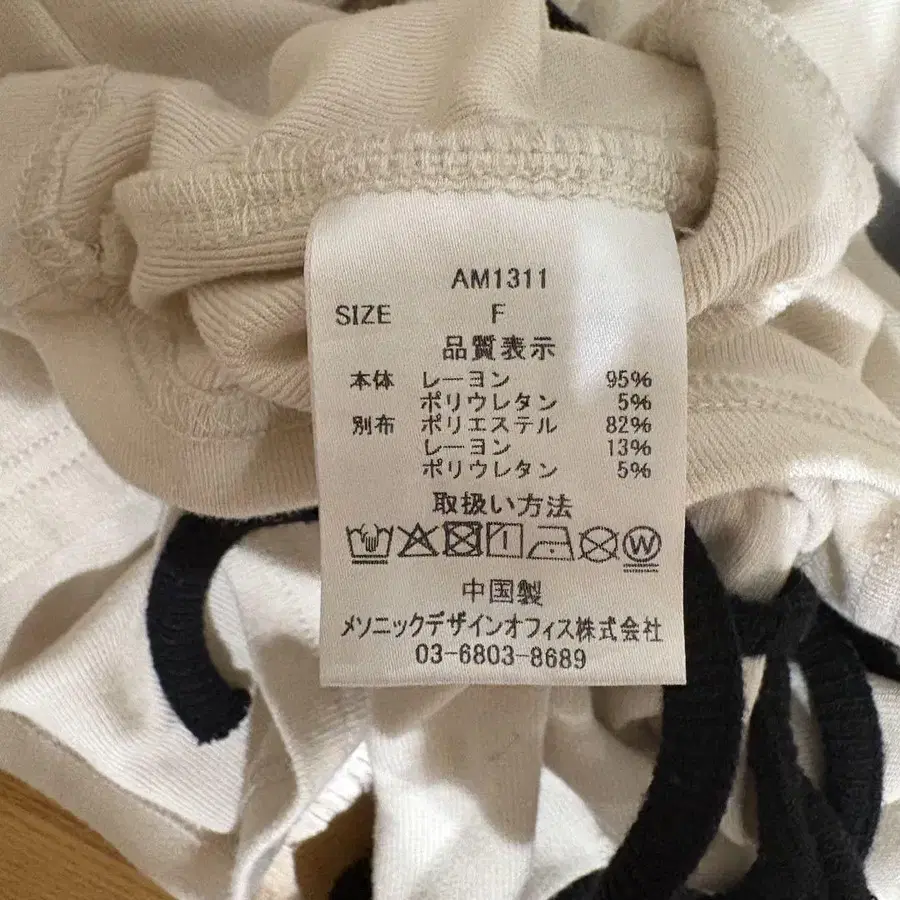 AM1311
SIZE F
品質表示
本体 レーヨン 95%
ポリウレタン 5%
別布 ポリエステル 82%
レーヨン 13%
ポリウレタン 5%
取扱い方法
W
中国製
メソニックデザインオフィス株式会社
03-6803-8689